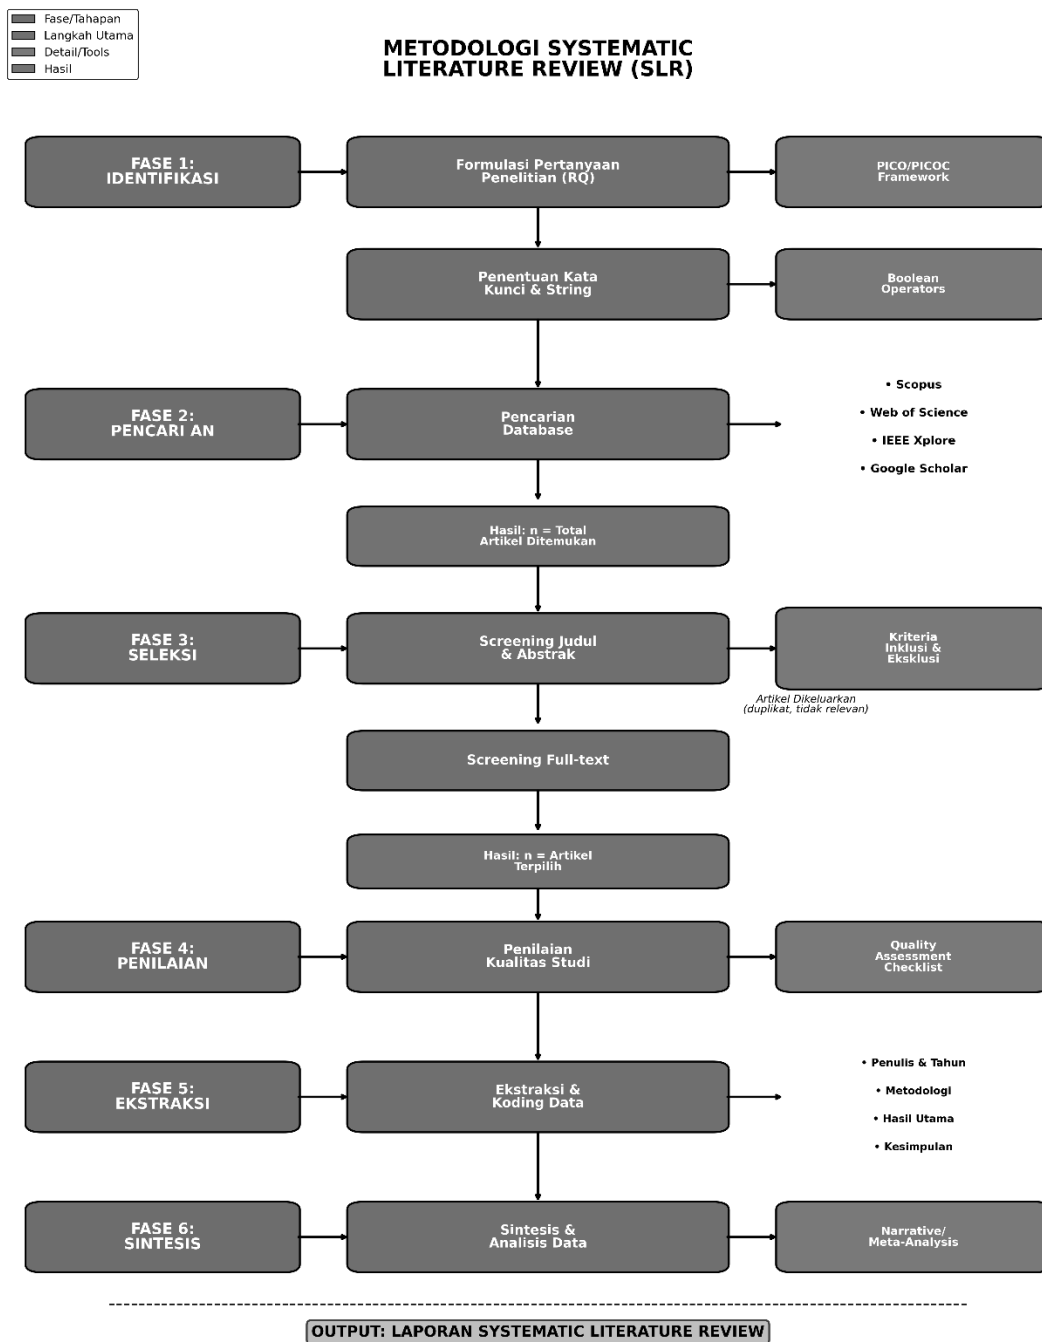 Fase/Tahapan
Langkah Utama
Detail/Tools
Hasil
METODOLOGI SYSTEMATIC
LITERATURE REVIEW (SLR)
FASE 1:
IDENTIFIKASI
Formulasi Pertanyaan
Penelitian (RQ)
PICO/PICOC
Framework
Penentuan Kata
Kunci & String
Boolean
Operators
FASE 2:
PENCARI AN
Pencarian
Database
• Scopus
• Web of Science
• IEEE Xplore
• Google Scholar
Hasil: n = Total
Artikel Ditemukan
FASE 3:
SELEKSI
Screening Judul
& Abstrak
Kriteria
Inklusi &
Eksklusi
Artikel Dikeluarkan
(duplikat, tidak relevan)
Screening Full-text
Hasil: n = Artikel
Terpilih
FASE 4:
PENILAIAN
Penilaian
Kualitas Studi
Quality
Assessment
Checklist
FASE 5:
EKSTRAKSI
Ekstraksi &
Koding Data
• Penulis & Tahun
• Metodologi
• Hasil Utama
• Kesimpulan
FASE 6:
SINTESIS
Sintesis &
Analisis Data
Narrative/
Meta-Analysis
OUTPUT: LAPORAN SYSTEMATIC LITERATURE REVIEW